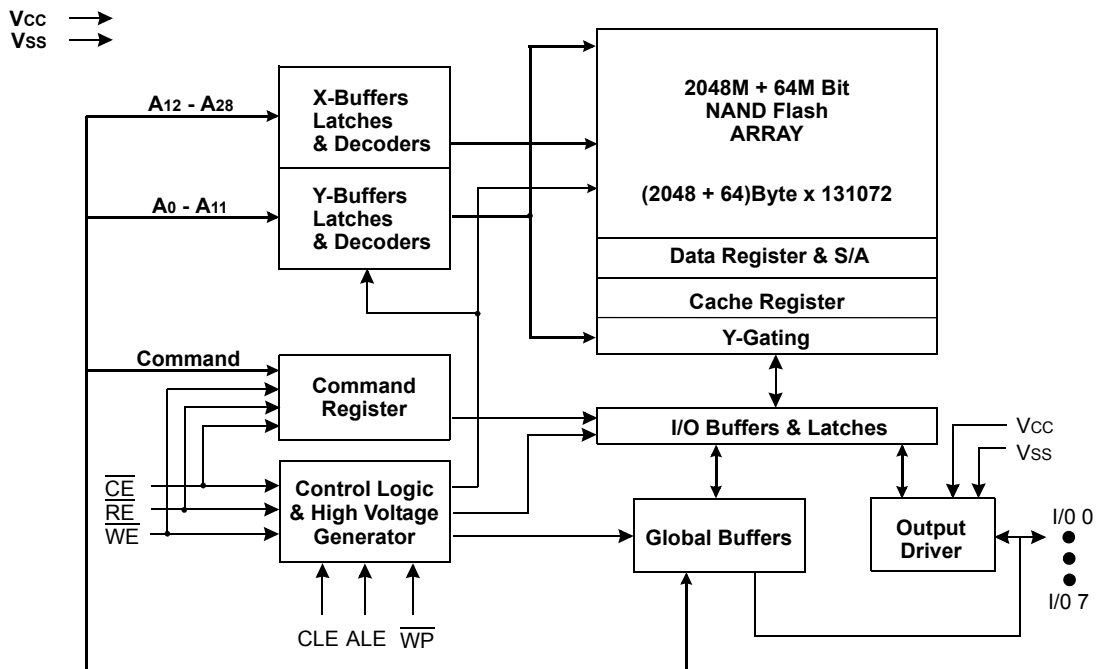 VCC
VSS
A12 - A28
X-Buffers
Latches
& Decoders
A0 - A11
Y-Buffers
Latches
& Decoders
2048M + 64M Bit
NAND Flash
ARRAY
(2048 + 64)Byte x 131072
Data Register & S/A
Cache Register
Y-Gating
Command
Command
Register
I/O Buffers & Latches
VCC
VSS
CE
RE
WE
Control Logic
& High Voltage
Generator
Global Buffers
Output
Driver
I/0 0
I/0 7
CLE ALE WP